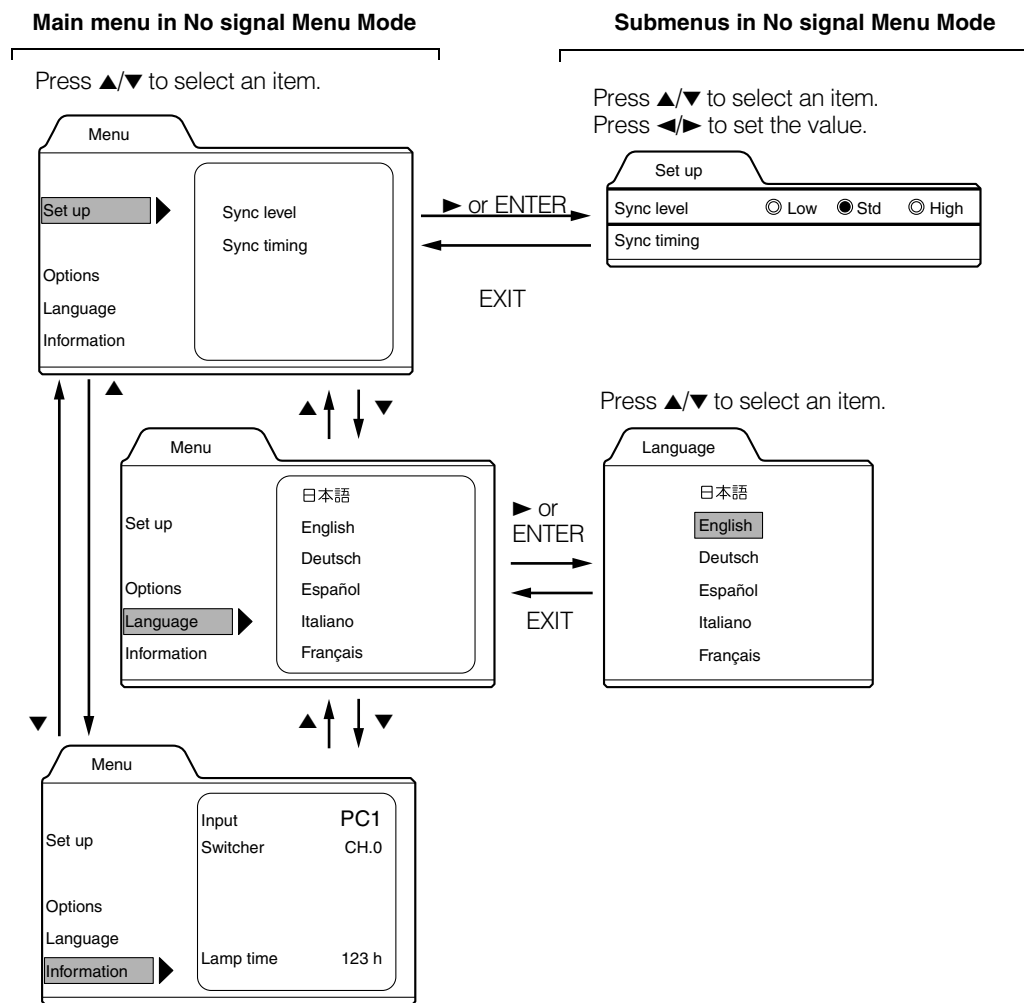 Main menu in No signal Menu Mode
Submenus in No signal Menu Mode
Press ▲/▼ to select an item.
Press ▲/▼ to select an item.
Press ◄/► to set the value.
Menu
Set up
Sync level
Sync timing
Options
Language
Information
► or ENTER
EXIT
Set up
Sync level Low Std High
Sync timing
▲
▲ ▼
Press ▲/▼ to select an item.
Menu
Set up
Options
Language
Information
日本語
English
Deutsch
Español
Italiano
Français
► or
ENTER
EXIT
Language
日本語
English
Deutsch
Español
Italiano
Français
▼
▲ ▼
Menu
Set up
Options
Language
Information
Input PC1
Switcher CH.0
Lamp time 123 h